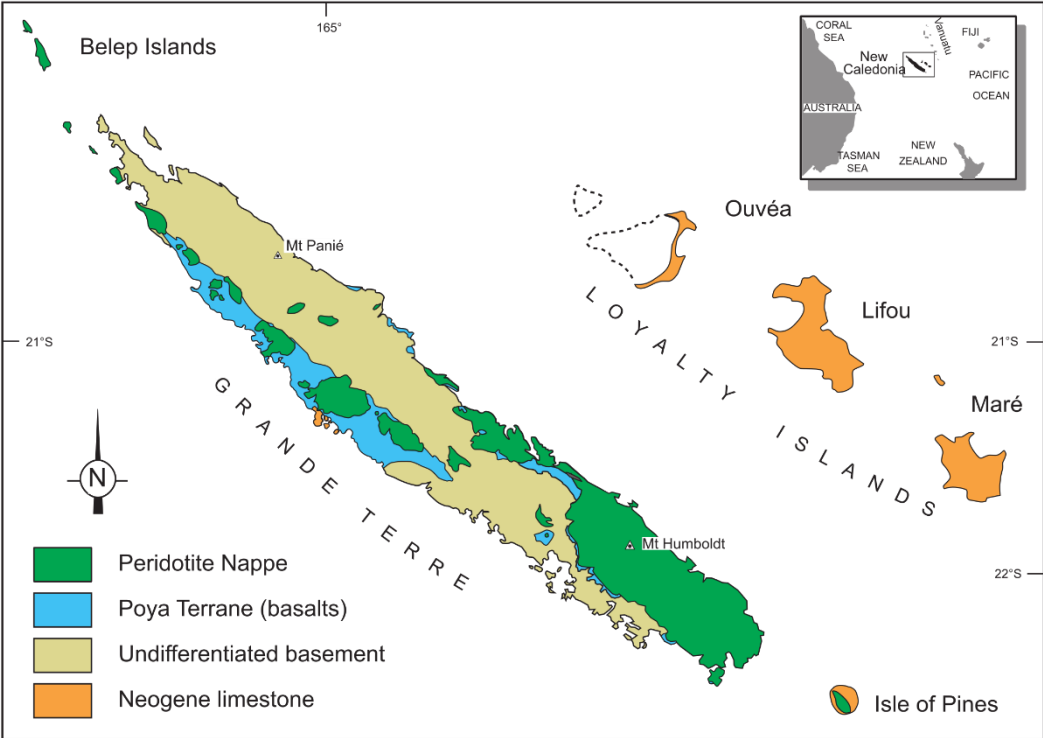 165°
Belep Islands
CORAL
SEA
Vanuatu
FIJI
New
Caledonia
PACIFIC
OCEAN
AUSTRALIA
TASMAN
SEA
NEW
ZEALAND
Mt Panié
Ouvéa
Lifou
Maré
LOYALTY ISLANDS
21°S
21°S
GRANDE TERRE
N
Mt Humboldt
22°S
Peridotite Nappe
Poya Terrane (basalts)
Undifferentiated basement
Neogene limestone
Isle of Pines